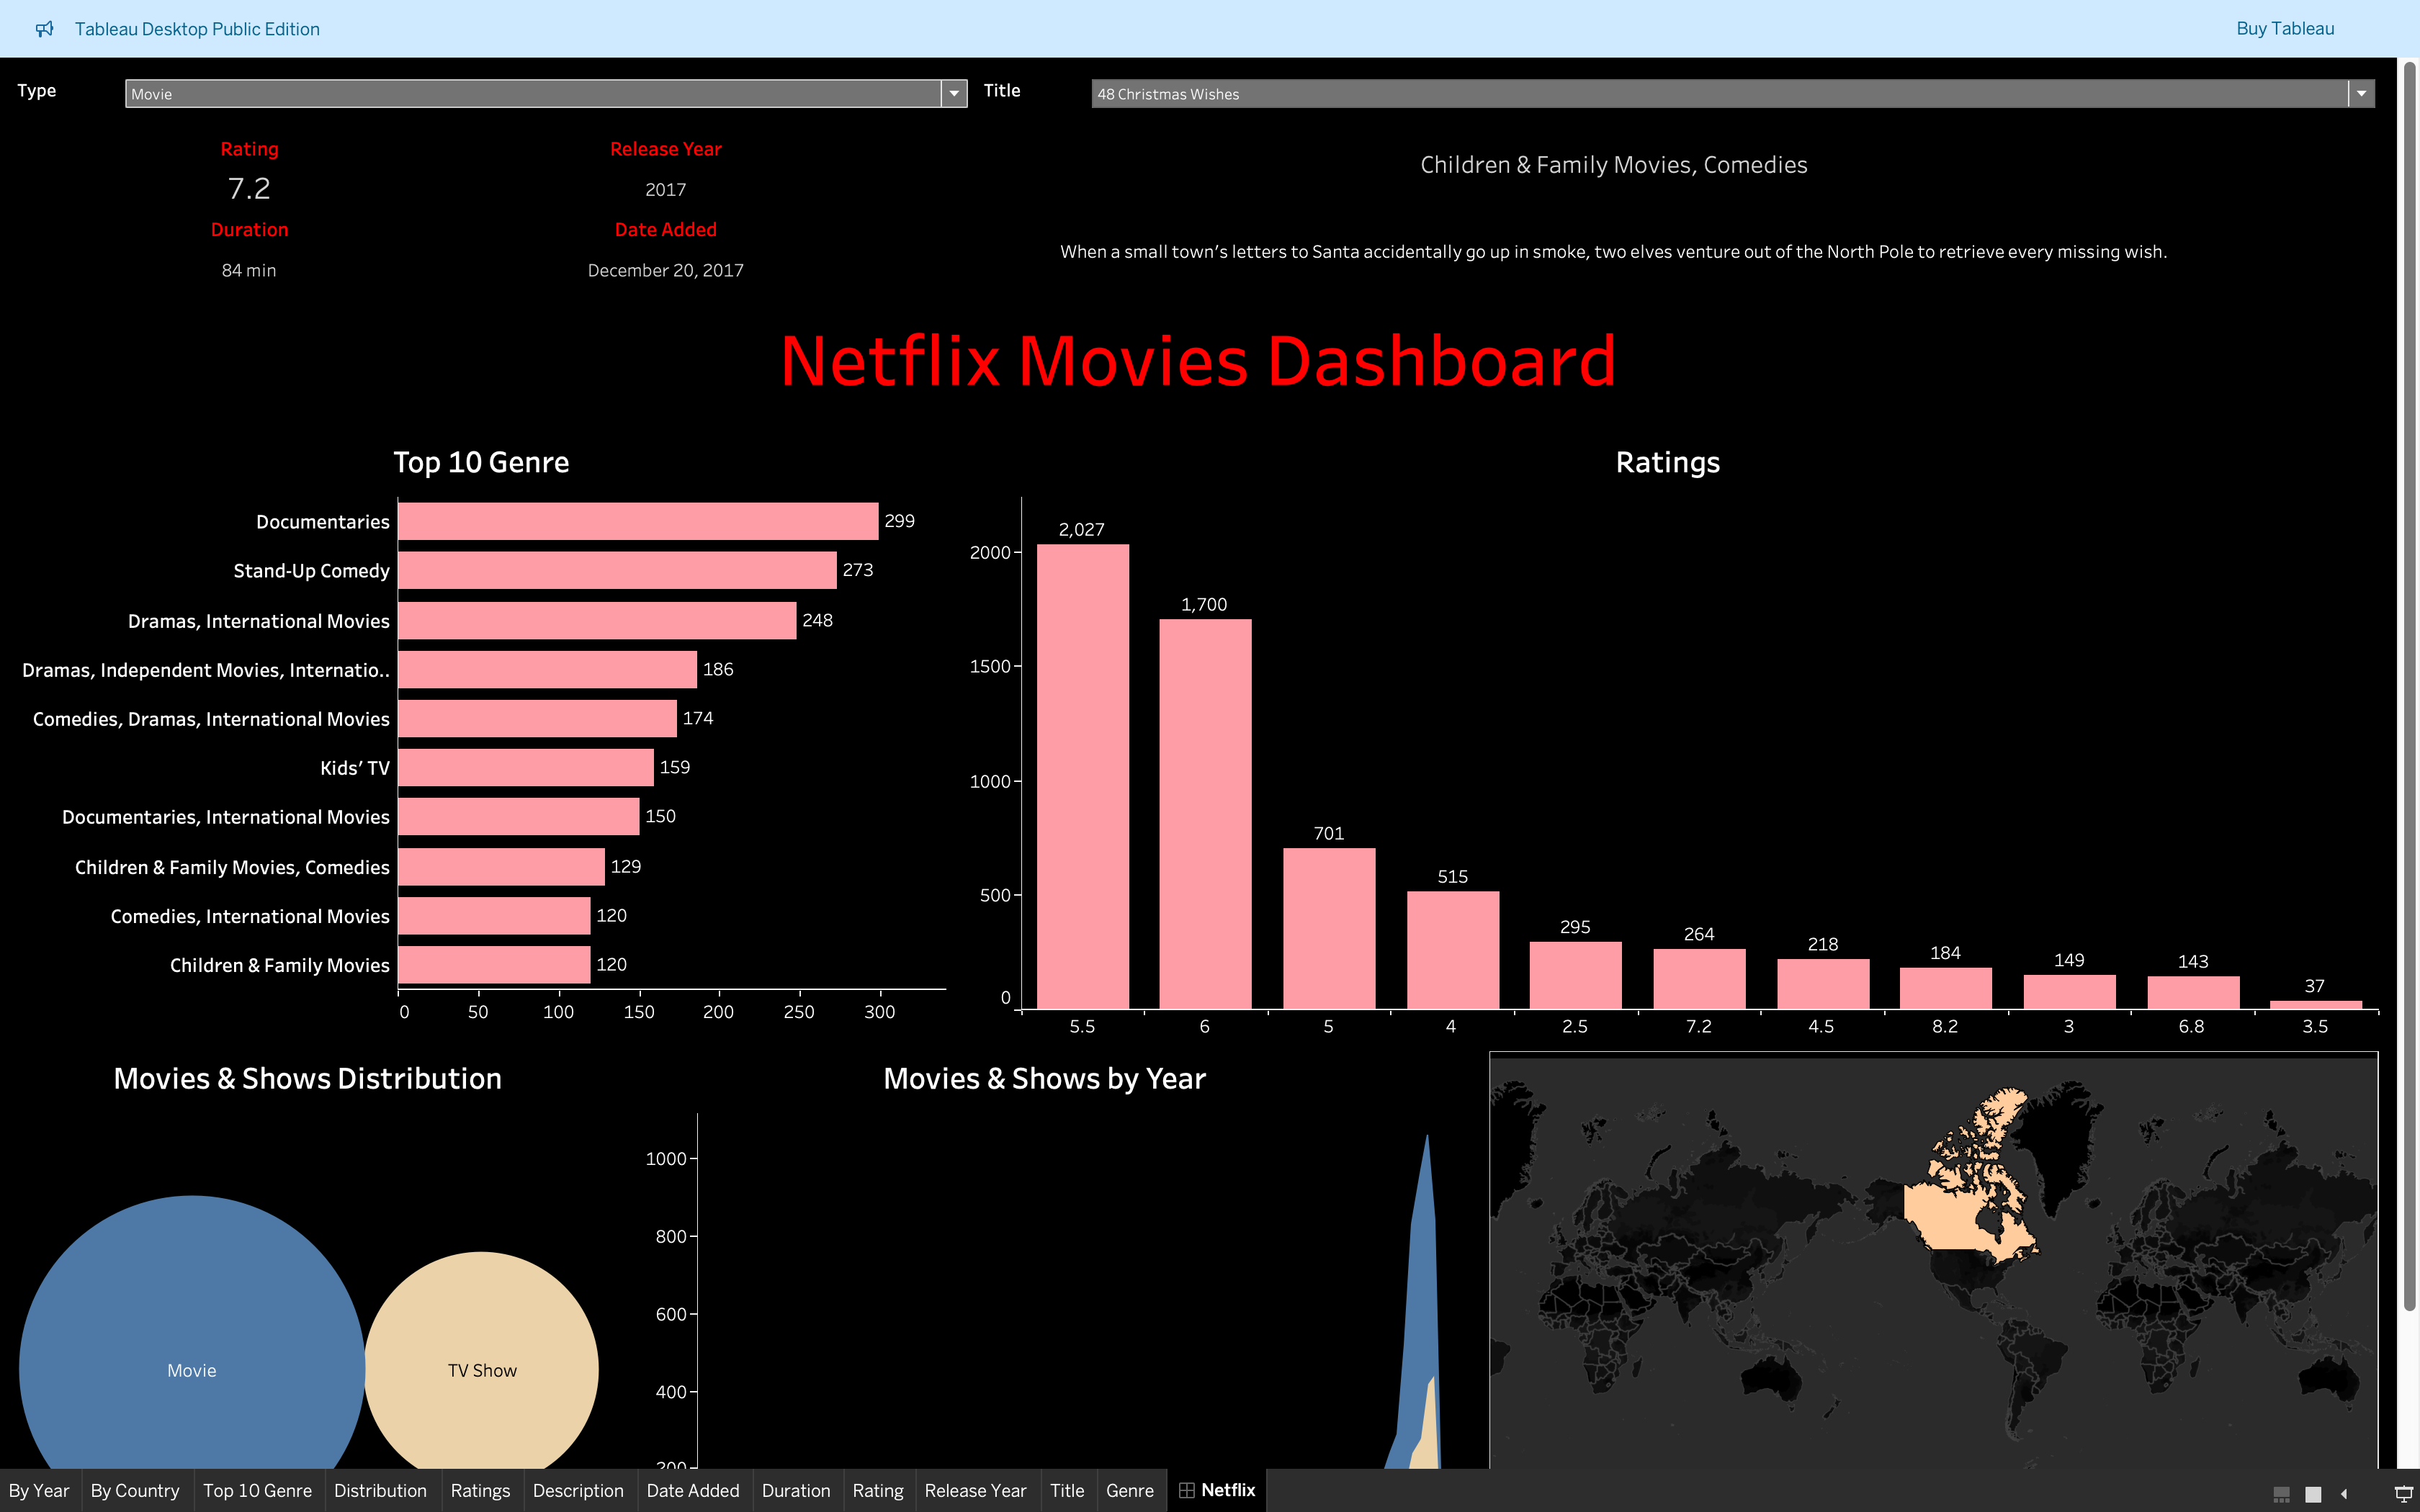 Tableau Desktop Public Edition
Buy Tableau
Type
Movie
Title
48 Christmas Wishes
Rating
7.2
Duration
84 min
Release Year
2017
Date Added
December 20, 2017
Children & Family Movies, Comedies
When a small town's letters to Santa accidentally go up in smoke, two elves venture out of the North Pole to retrieve every missing wish.
Netflix Movies Dashboard
Top 10 Genre
Documentaries 299
Stand-Up Comedy 273
Dramas, International Movies 248
Dramas, Independent Movies, Internatio.. 186
Comedies, Dramas, International Movies 174
Kids' TV 159
Documentaries, International Movies 150
Children & Family Movies, Comedies 129
Comedies, International Movies 120
Children & Family Movies 120
0 50 100 150 200 250 300
Ratings
2000
1500
1000
500
0
2,027 1,700 701 515 295 264 218 184 149 143 37
5.5 6 5 4 2.5 7.2 4.5 8.2 3 6.8 3.5
Movies & Shows Distribution
Movie
TV Show
Movies & Shows by Year
1000
800
600
400
200
By Year By Country Top 10 Genre Distribution Ratings Description Date Added Duration Rating Release Year Title Genre Netflix